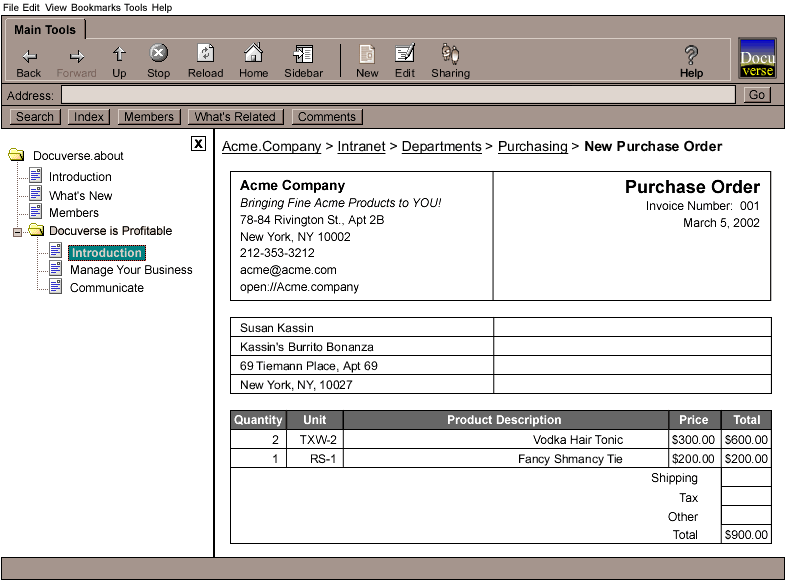 File Edit View Bookmarks Tools Help
Main Tools
Back Forward Up Stop Reload Home Sidebar New Edit Sharing Help
Docu
verse
Address: Go
Search Index Members What's Related Comments
X
Docuverse.about
Introduction
What's New
Members
Docuverse is Profitable
Introduction
Manage Your Business
Communicate
Acme.Company > Intranet > Departments > Purchasing > New Purchase Order
Acme Company
Bringing Fine Acme Products to YOU!
78-84 Rivington St., Apt 2B
New York, NY 10002
212-353-3212
acme@acme.com
open://Acme.company
Purchase Order
Invoice Number: 001
March 5, 2002
Susan Kassin
Kassin's Burrito Bonanza
69 Tiemann Place, Apt 69
New York, NY, 10027
Quantity Unit Product Description Price Total
2 TXW-2 Vodka Hair Tonic $300.00 $600.00
1 RS-1 Fancy Shmancy Tie $200.00 $200.00
Shipping
Tax
Other
Total $900.00